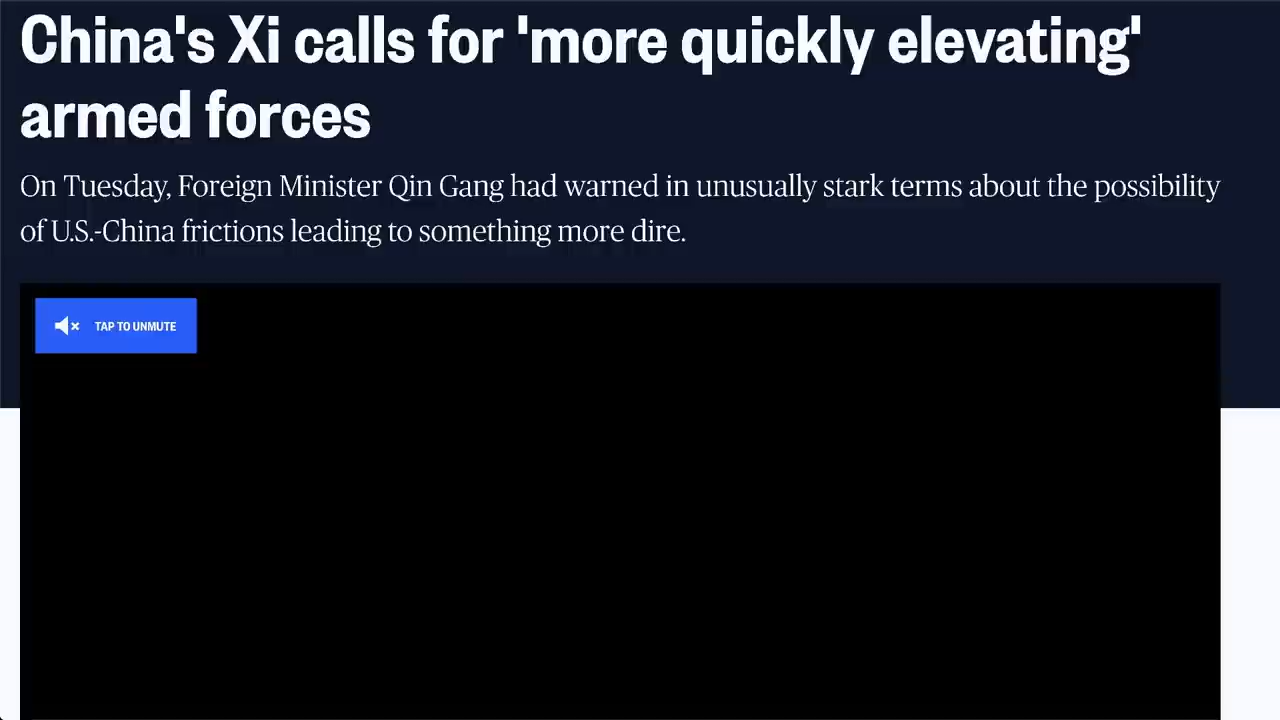 China's Xi calls for 'more quickly elevating'
armed forces
On Tuesday, Foreign Minister Qin Gang had warned in unusually stark terms about the possibility
of U.S.-China frictions leading to something more dire.
TAP TO UNMUTE